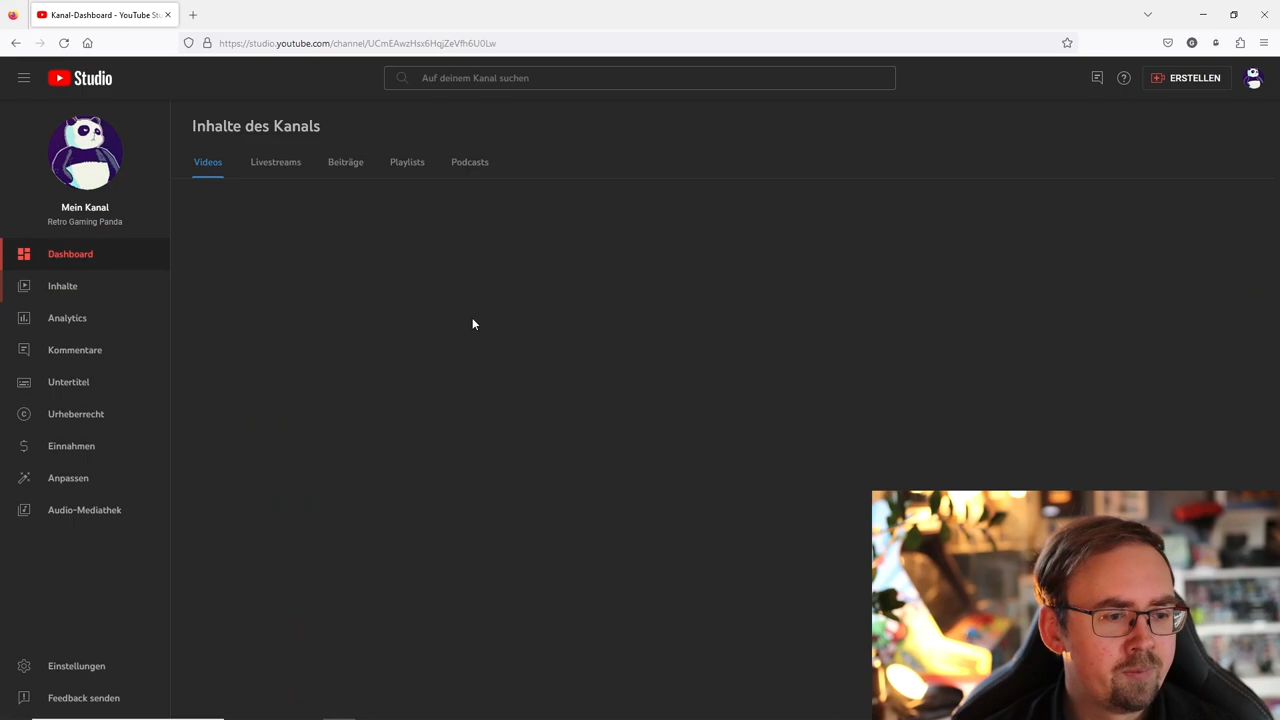 Kanal-Dashboard - YouTube Stu
https://studio.youtube.com/channel/UCmEAwzHsx6HqjZeVfh6U0Lw
Studio
Auf deinem Kanal suchen
ERSTELLEN
Inhalte des Kanals
Videos
Livestreams
Beiträge
Playlists
Podcasts
Mein Kanal
Retro Gaming Panda
Dashboard
Inhalte
Analytics
Kommentare
Untertitel
Urheberrecht
Einnahmen
Anpassen
Audio-Mediathek
Einstellungen
Feedback senden